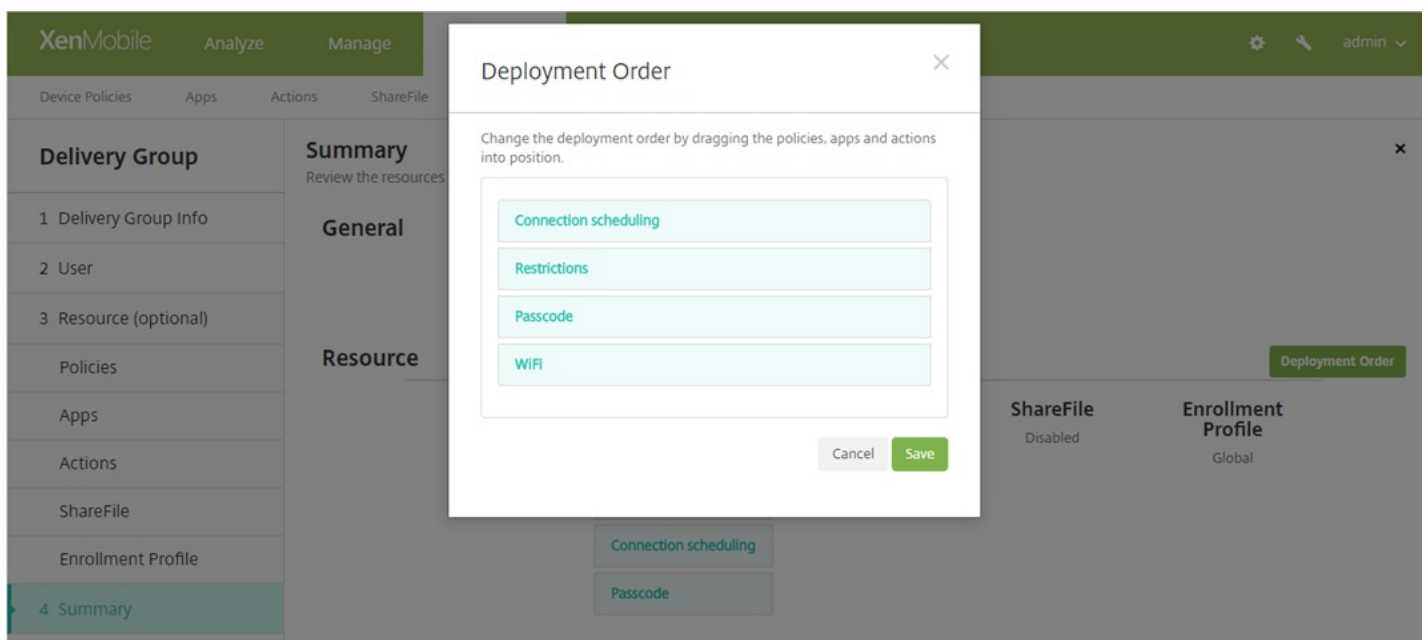 XenMobile Analyze Manage admin
Device Policies Apps Actions ShareFile
Deployment Order
Change the deployment order by dragging the policies, apps and actions
into position.
Connection scheduling
Restrictions
Passcode
WiFi
Cancel Save
Delivery Group
1 Delivery Group Info
2 User
3 Resource (optional)
Policies
Apps
Actions
ShareFile
Enrollment Profile
4 Summary
Summary
Review the resources
General
Resource
Deployment Order
ShareFile
Disabled
Enrollment
Profile
Global
Connection scheduling
Passcode